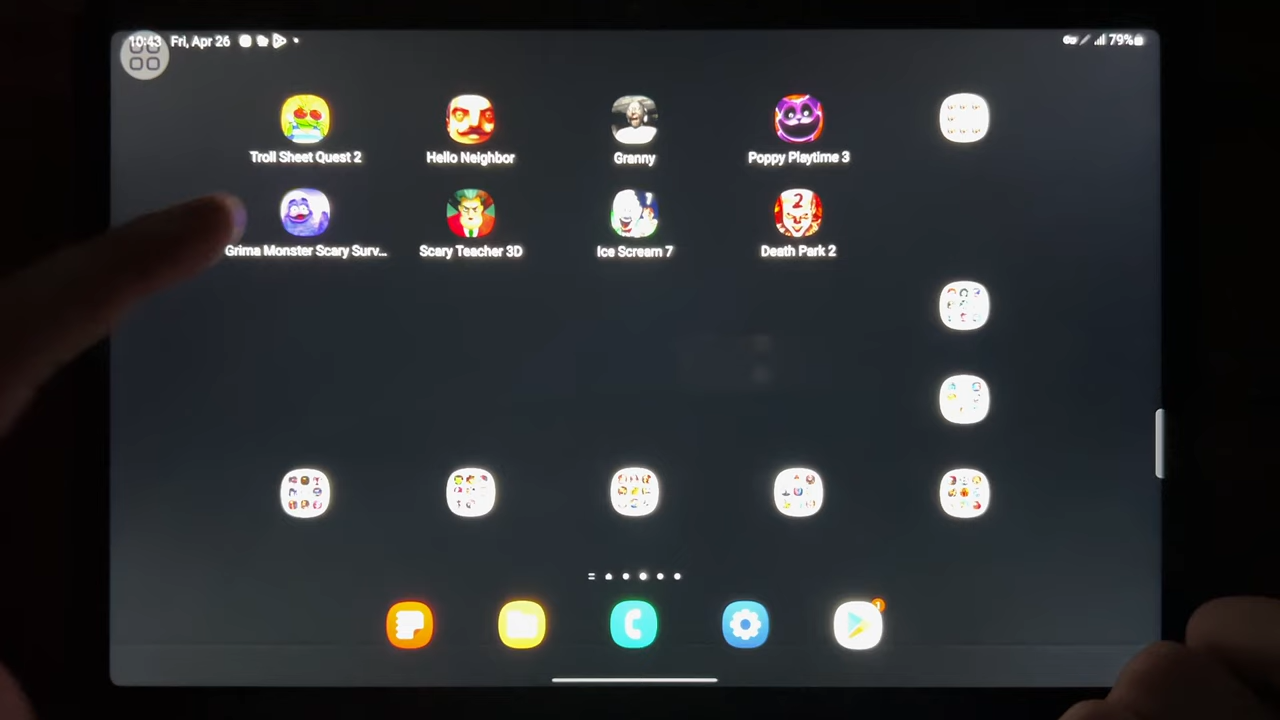 10:43 Fri, Apr 26 79%
Troll Sheet Quest 2 Hello Neighbor Granny Poppy Playtime 3
2
Grima Monster Scary Surv... Scary Teacher 3D Ice Scream 7 Death Park 2